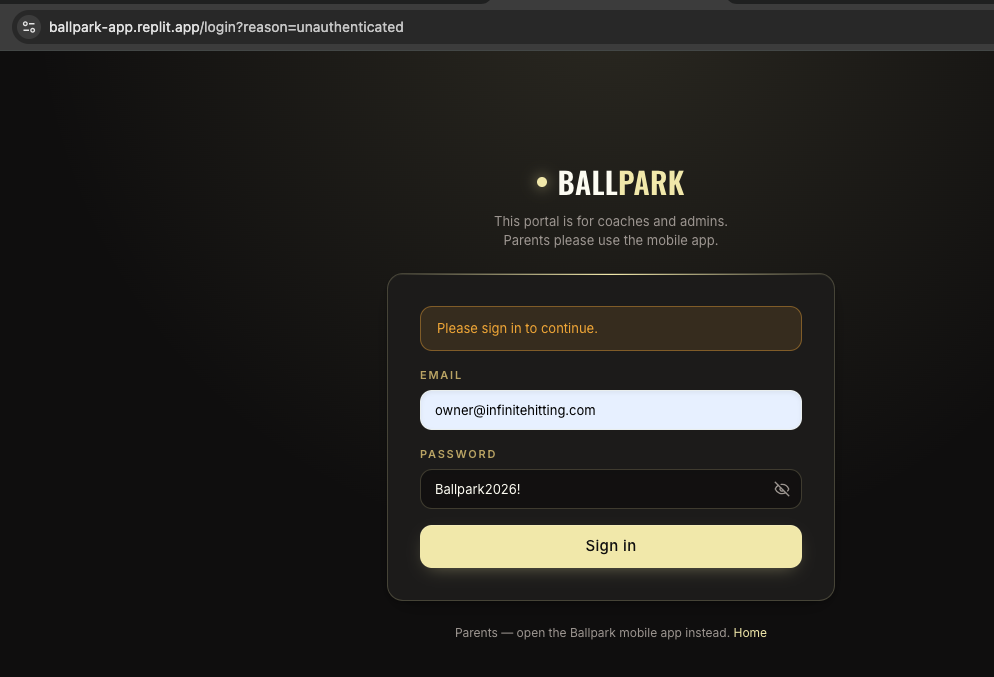 ballpark-app.replit.app/login?reason=unauthenticated
BALLPARK
This portal is for coaches and admins.
Parents please use the mobile app.
Please sign in to continue.
EMAIL
owner@infinitehitting.com
PASSWORD
Ballpark2026!
Sign in
Parents — open the Ballpark mobile app instead. Home